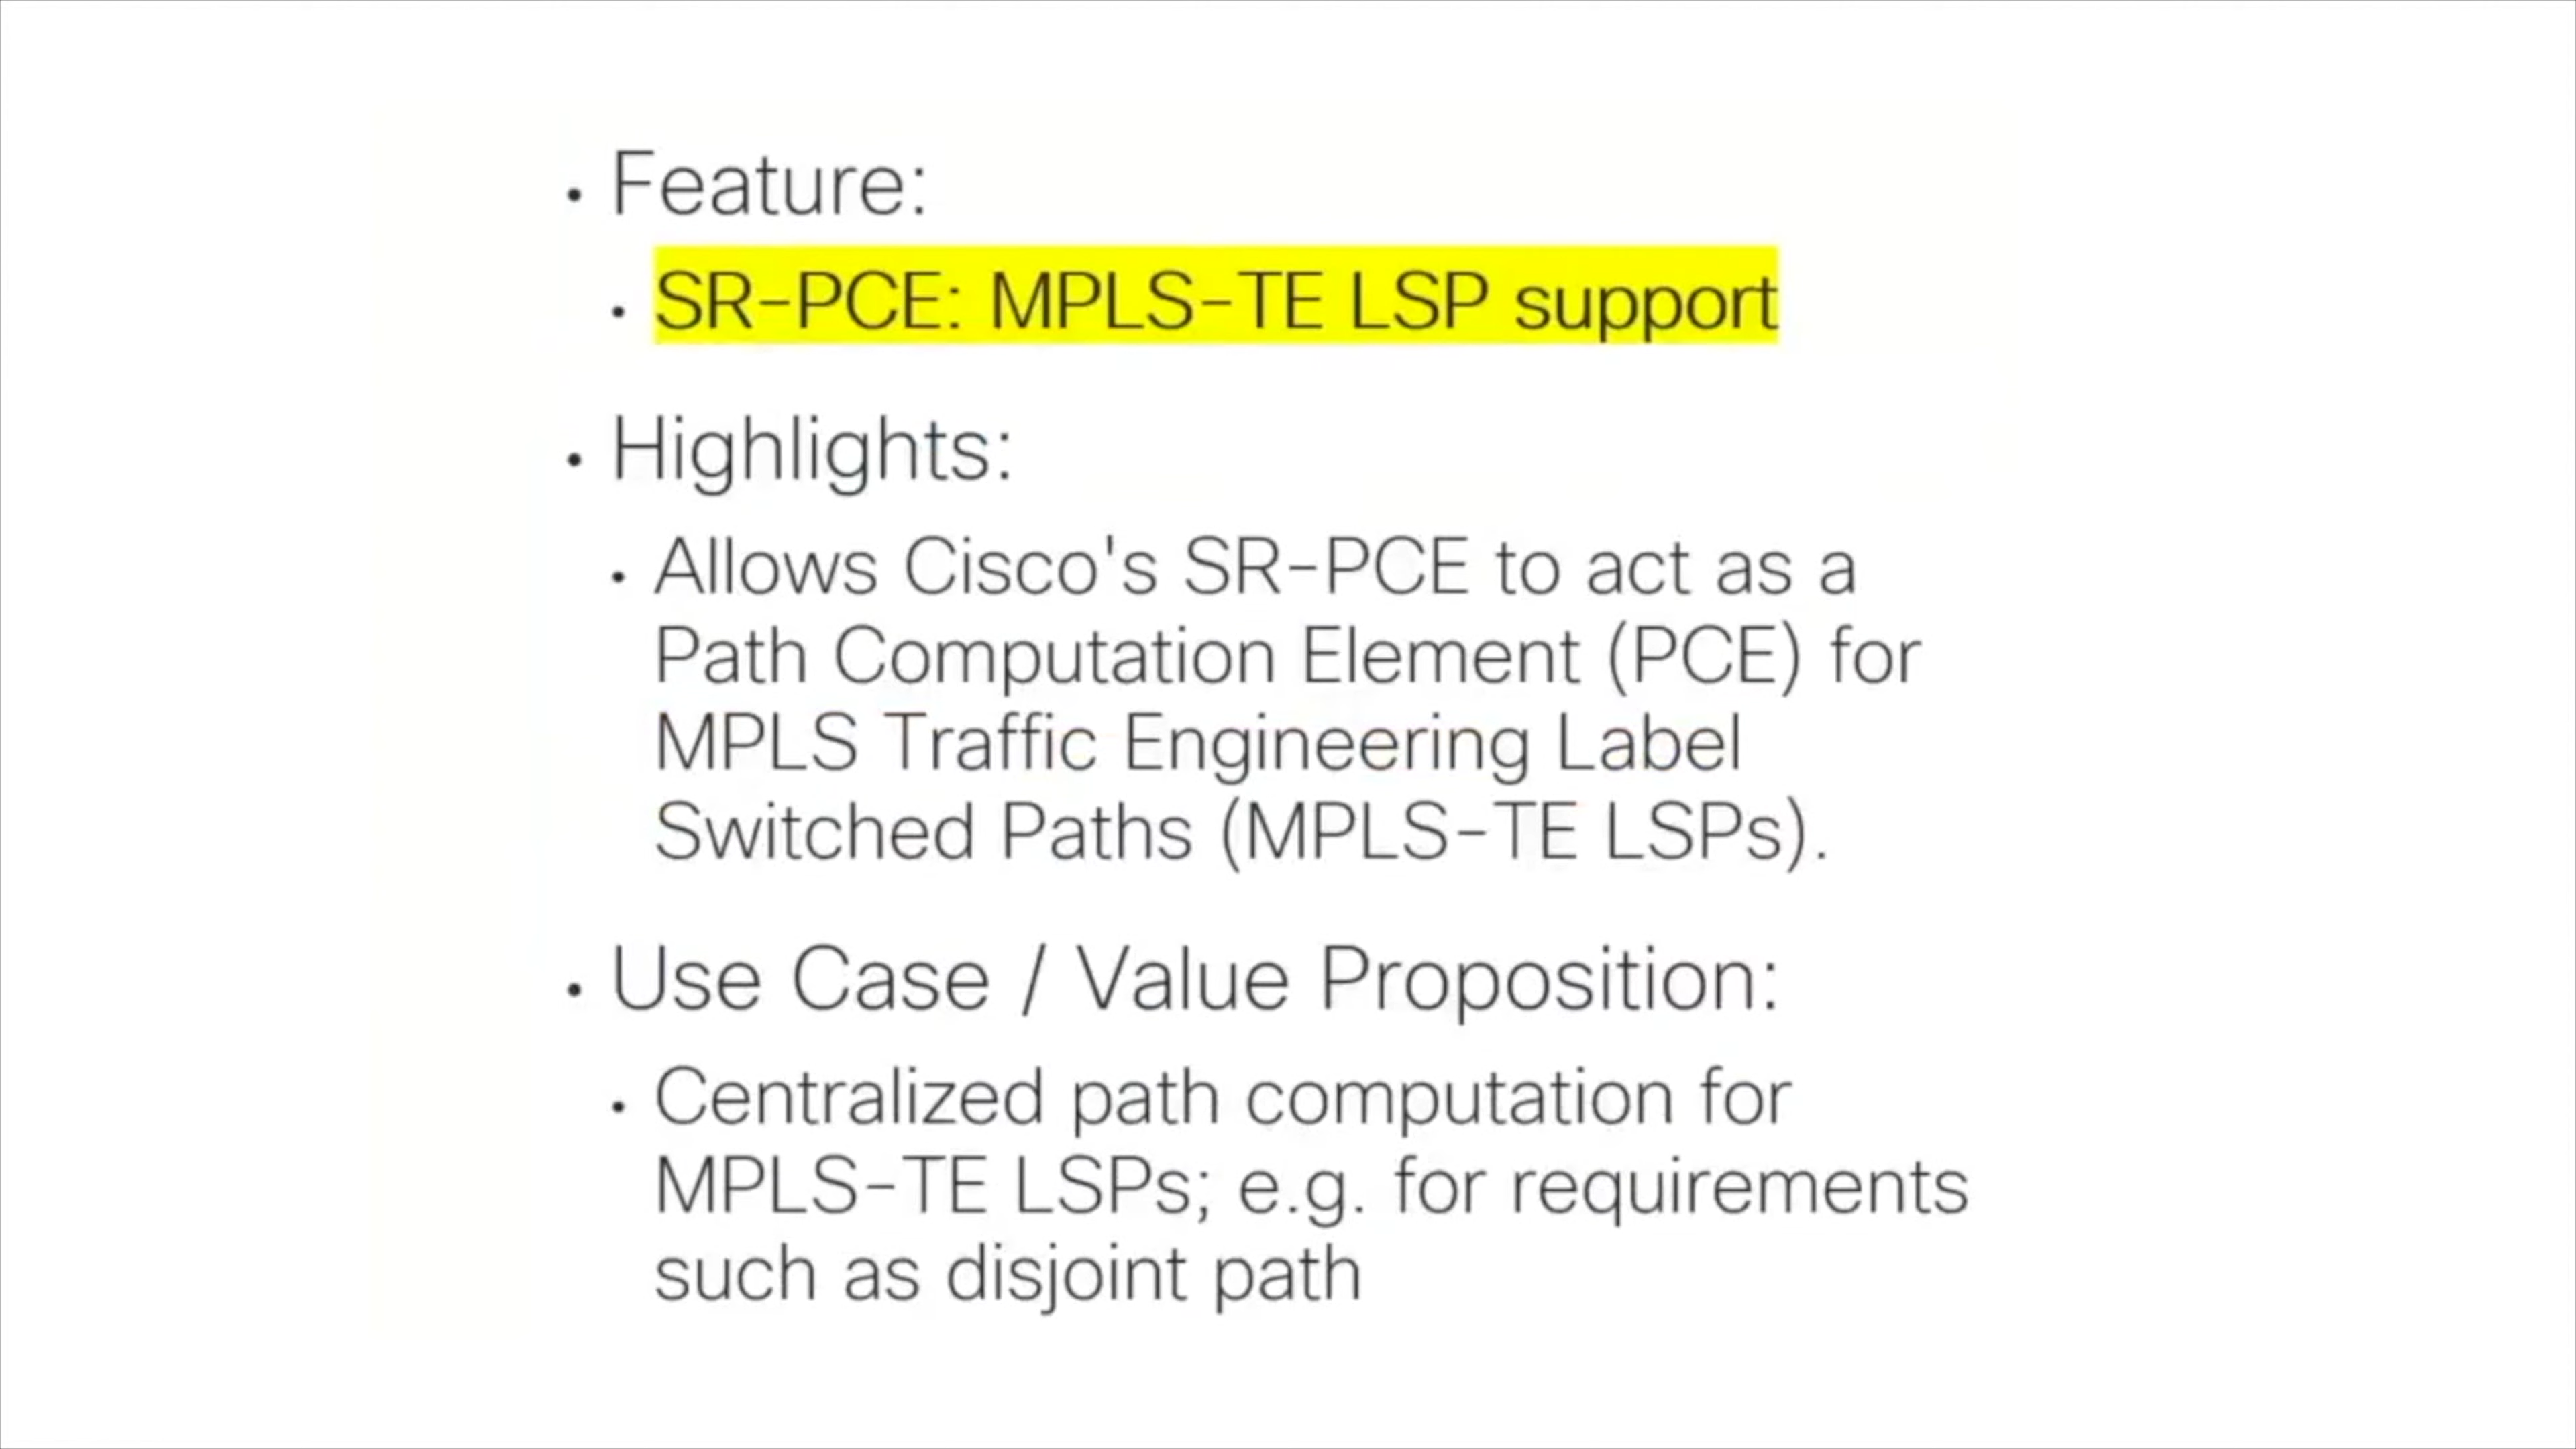 • Feature:
• SR-PCE: MPLS-TE LSP support
• Highlights:
• Allows Cisco's SR-PCE to act as a
Path Computation Element (PCE) for
MPLS Traffic Engineering Label
Switched Paths (MPLS-TE LSPs).
• Use Case / Value Proposition:
• Centralized path computation for
MPLS-TE LSPs; e.g. for requirements
such as disjoint path